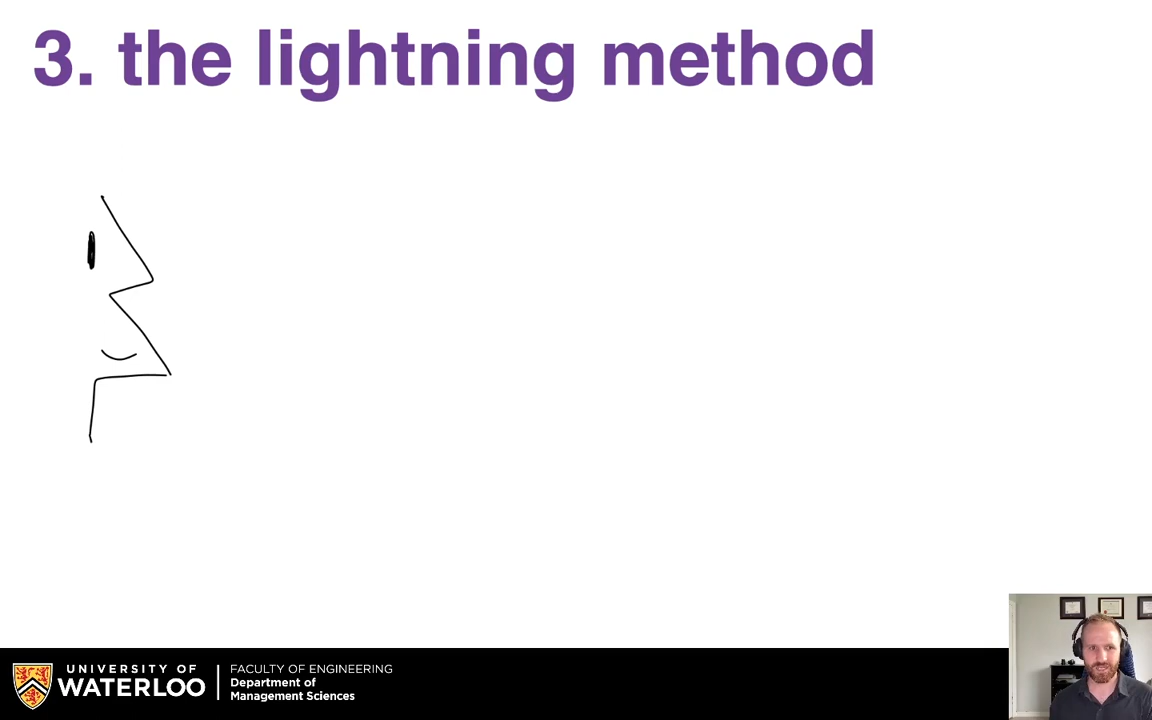 3. the lightning method
UNIVERSITY OF
WATERLOO
FACULTY OF ENGINEERING
Department of
Management Sciences